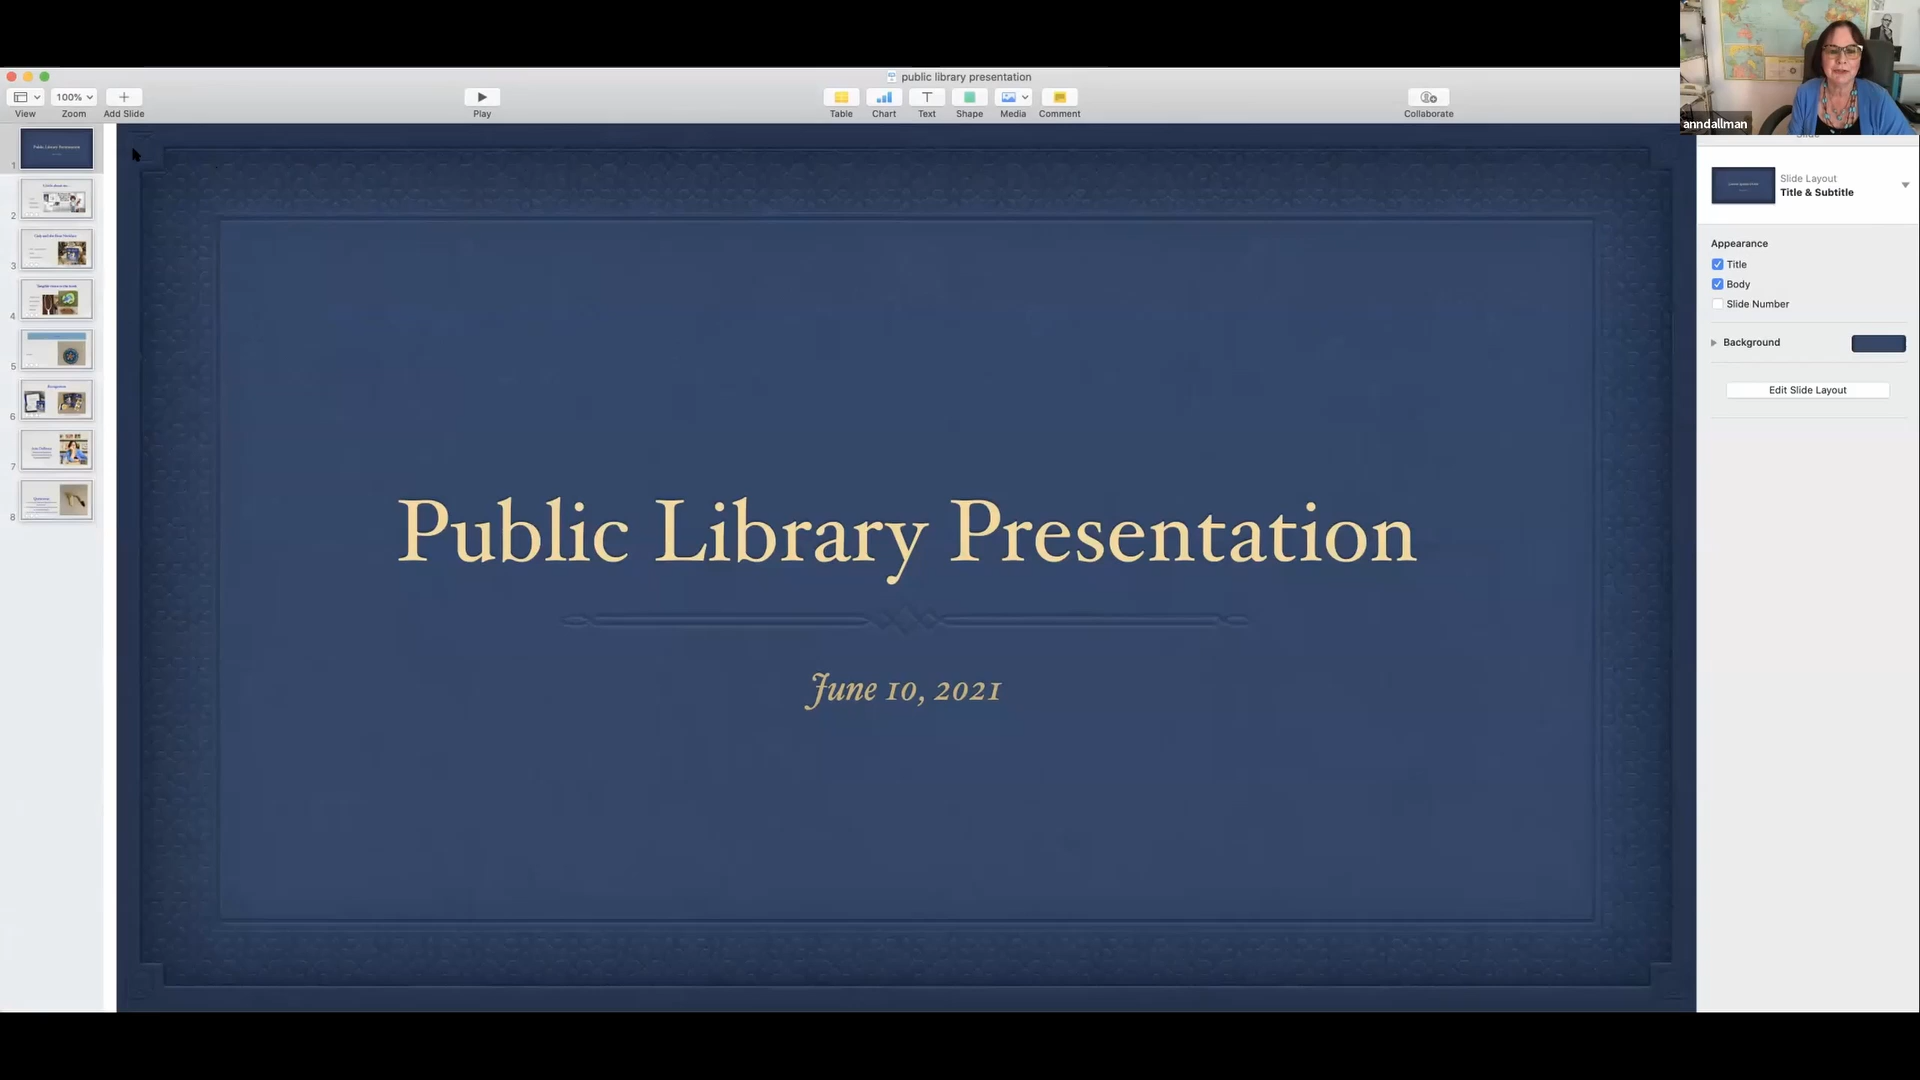 public library presentation
100%
View
Zoom
Add Slide
Play
Table
Chart
Text
Shape
Media
Comment
Collaborate
anndallman
1
2
3
4
5
6
7
8
Public Library Presentation
June 10, 2021
Slide Layout
Title & Subtitle
Appearance
Title
Body
Slide Number
Background
Edit Slide Layout